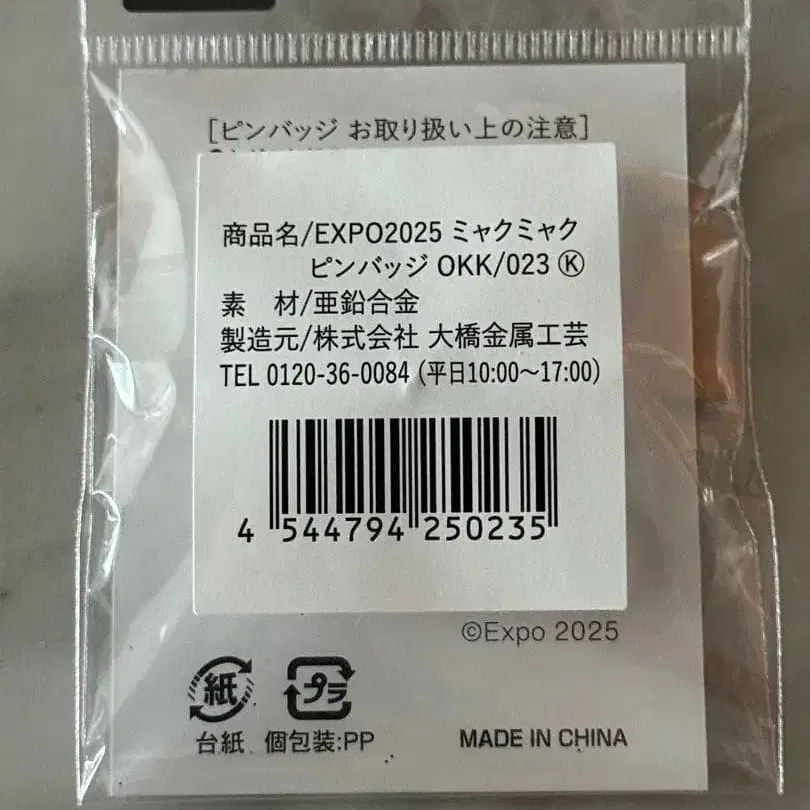 [ピンバッジ お取り扱い上の注意]
商品名/EXPO2025 ミャクミャク
ピンバッジ OKK/023 Ⓚ
素　材/亜鉛合金
製造元/株式会社 大橋金属工芸
TEL 0120-36-0084 (平日10:00～17:00)
4 544794 250235
©Expo 2025
紙 プラ
台紙 個包装:PP MADE IN CHINA